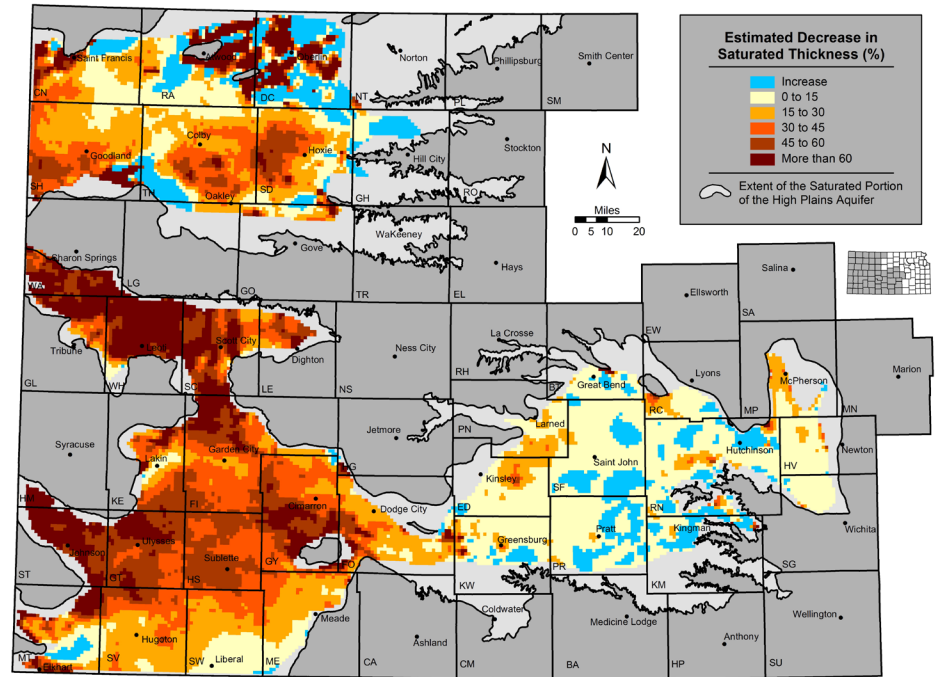 Estimated Decrease in
Saturated Thickness (%)
Increase
0 to 15
15 to 30
30 to 45
45 to 60
More than 60
Extent of the Saturated Portion
of the High Plains Aquifer
N
Miles
0 5 10 20
Saint Francis
Norton
Phillipsburg
Smith Center
CN
RA
DC
NT
PL
SM
Colby
Hoxie
Stockton
Goodland
Hill City
Oakley
SH
TH
SD
GH
RO
WaKeeney
Gove
Hays
Sharon Springs
WA
LG
GO
TR
EL
Salina
Ellsworth
SA
Tribune
Scott City
Dighton
Ness City
La Crosse
EW
Great Bend
Lyons
McPherson
Marion
GL
WH
SC
LE
NS
RH
BT
RC
MP
MN
Syracuse
Jetmore
PN
Larned
Lakin
Garden City
Saint John
Hutchinson
Newton
HV
Kinsley
HM
KE
FI
HG
SF
ED
RN
Cimarron
Dodge City
Johnson
Ulysses
Sublette
Greensburg
Pratt
Kingman
Wichita
ST
GT
HS
GY
FO
KW
PR
KM
SG
Coldwater
Medicine Lodge
Wellington
Meade
Hugoton
Liberal
Ashland
Anthony
Elkhart
MT
SV
SW
ME
CA
CM
BA
HP
SU